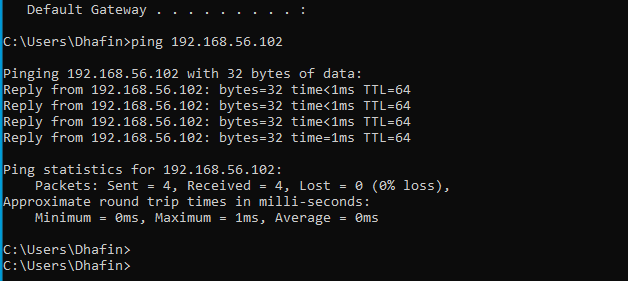 Default Gateway . . . . . . . . . :
C:\Users\Dhafin>ping 192.168.56.102
Pinging 192.168.56.102 with 32 bytes of data:
Reply from 192.168.56.102: bytes=32 time<1ms TTL=64
Reply from 192.168.56.102: bytes=32 time<1ms TTL=64
Reply from 192.168.56.102: bytes=32 time<1ms TTL=64
Reply from 192.168.56.102: bytes=32 time=1ms TTL=64
Ping statistics for 192.168.56.102:
Packets: Sent = 4, Received = 4, Lost = 0 (0% loss),
Approximate round trip times in milli-seconds:
Minimum = 0ms, Maximum = 1ms, Average = 0ms
C:\Users\Dhafin>
C:\Users\Dhafin>